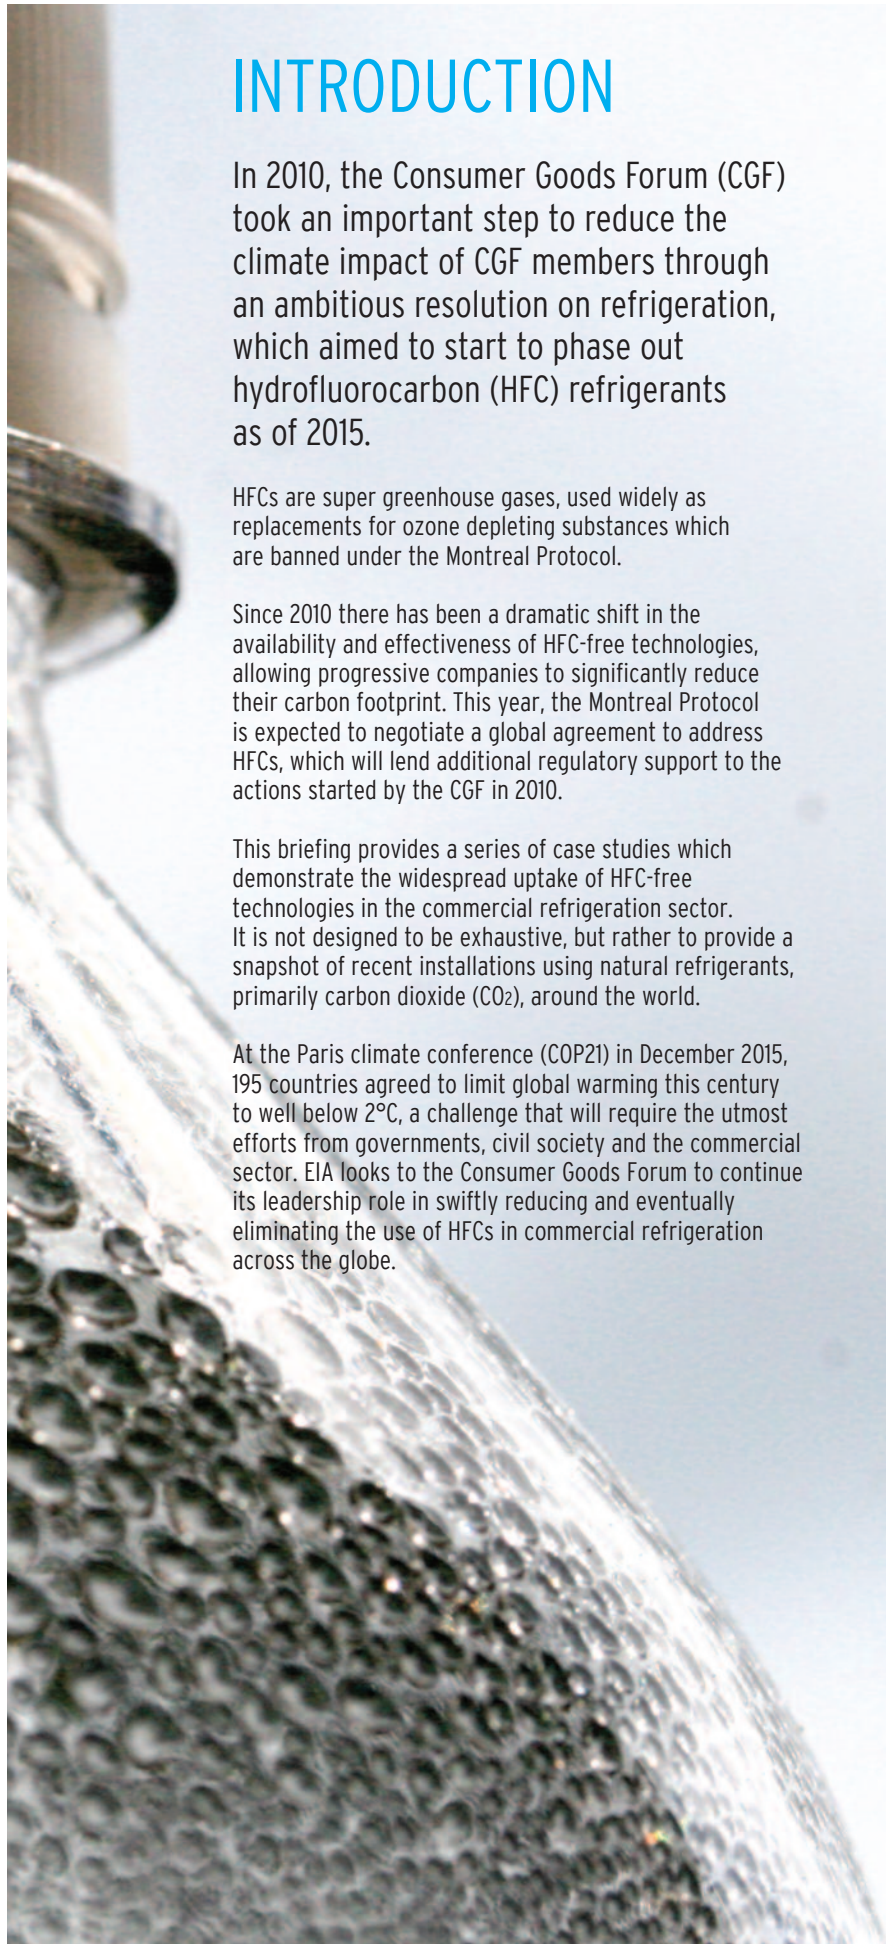 INTRODUCTION
In 2010, the Consumer Goods Forum (CGF)
took an important step to reduce the
climate impact of CGF members through
an ambitious resolution on refrigeration,
which aimed to start to phase out
hydrofluorocarbon (HFC) refrigerants
as of 2015.
HFCs are super greenhouse gases, used widely as
replacements for ozone depleting substances which
are banned under the Montreal Protocol.
Since 2010 there has been a dramatic shift in the
availability and effectiveness of HFC-free technologies,
allowing progressive companies to significantly reduce
their carbon footprint. This year, the Montreal Protocol
is expected to negotiate a global agreement to address
HFCs, which will lend additional regulatory support to the
actions started by the CGF in 2010.
This briefing provides a series of case studies which
demonstrate the widespread uptake of HFC-free
technologies in the commercial refrigeration sector.
It is not designed to be exhaustive, but rather to provide a
snapshot of recent installations using natural refrigerants,
primarily carbon dioxide (CO₂), around the world.
At the Paris climate conference (COP21) in December 2015,
195 countries agreed to limit global warming this century
to well below 2°C, a challenge that will require the utmost
efforts from governments, civil society and the commercial
sector. EIA looks to the Consumer Goods Forum to continue
its leadership role in swiftly reducing and eventually
eliminating the use of HFCs in commercial refrigeration
across the globe.